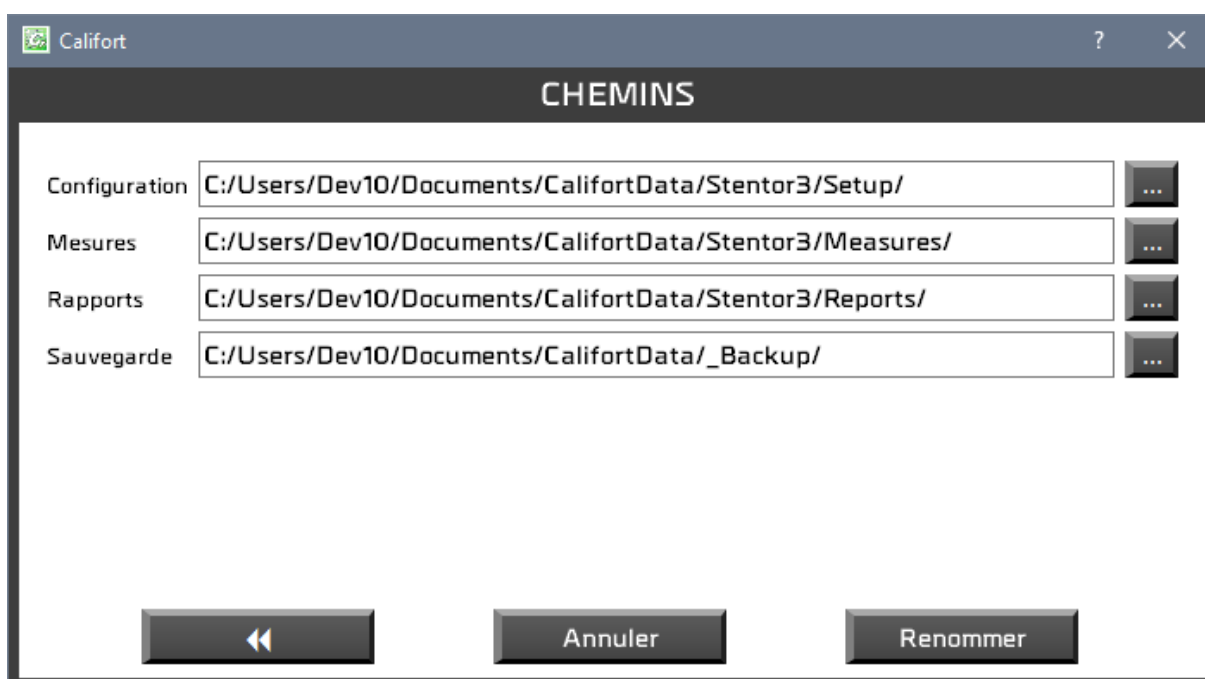 Califort ? ×
CHEMINS
Configuration C:/Users/Dev10/Documents/CalifortData/Stentor3/Setup/ ...
Mesures C:/Users/Dev10/Documents/CalifortData/Stentor3/Measures/ ...
Rapports C:/Users/Dev10/Documents/CalifortData/Stentor3/Reports/ ...
Sauvegarde C:/Users/Dev10/Documents/CalifortData/_Backup/ ...
Annuler Renommer